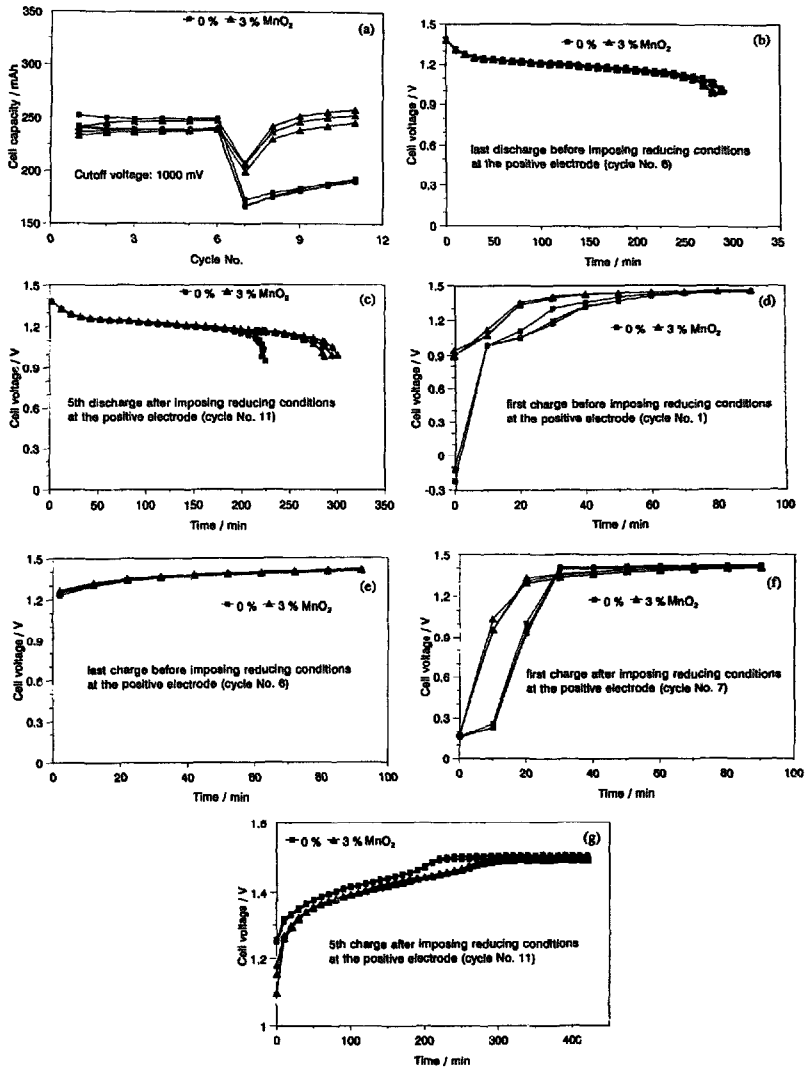 0 % 3 % MnO₂ (a)
350
300
250
200
150
Cell capacity / mAh
Cutoff voltage: 1000 mV
0 3 6 9 12
Cycle No.
0 % 3 % MnO₂ (b)
1.5
1.2
0.9
0.6
0.3
0
Cell voltage / V
last discharge before imposing reducing conditions
at the positive electrode (cycle No. 6)
0 50 100 150 200 250 300 35
Time / min
0 % 3 % MnO₂ (c)
1.5
1.2
0.9
0.6
0.3
0
Cell voltage / V
5th discharge after imposing reducing conditions
at the positive electrode (cycle No. 11)
0 50 100 150 200 250 300 350
Time / min
(d)
1.5
1.2
0.9
0.6
0.3
0
-0.3
Cell voltage / V
0 % 3 % MnO₂
first charge before imposing reducing conditions
at the positive electrode (cycle No. 1)
0 20 40 60 80 100
Time / min
(e)
1.5
1.2
0.9
0.6
0.3
0
Cell voltage / V
0 % 3 % MnO₂
last charge before imposing reducing conditions
at the positive electrode (cycle No. 6)
0 20 40 60 80 100
Time / min
(f)
1.5
1.2
0.9
0.6
0.3
0
Cell voltage / V
0 % 3 % MnO₂
first charge after imposing reducing conditions
at the positive electrode (cycle No. 7)
0 20 40 60 80 100
Time / min
0 % 3 % MnO₂ (g)
1.6
1.4
1.2
1
Cell voltage / V
5th charge after imposing reducing conditions
at the positive electrode (cycle No. 11)
0 100 200 300 400
Time / min